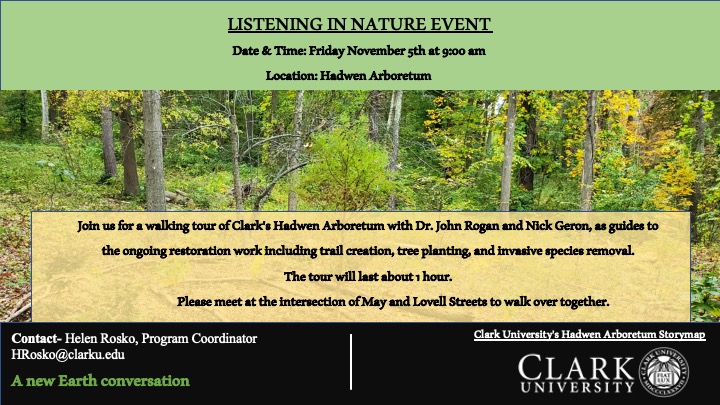 LISTENING IN NATURE EVENT
Date & Time: Friday November 5th at 9:00 am
Location: Hadwen Arboretum
Join us for a walking tour of Clark's Hadwen Arboretum with Dr. John Rogan and Nick Geron, as guides to
the ongoing restoration work including trail creation, tree planting, and invasive species removal.
The tour will last about 1 hour.
Please meet at the intersection of May and Lovell Streets to walk over together.
Contact- Helen Rosko, Program Coordinator
HRosko@clarku.edu
A new Earth conversation
Clark University's Hadwen Arboretum Storymap
CLARK
UNIVERSITY
CLARK UNIVERSITY
FIAT
LUX
MDCCCLXXXVII